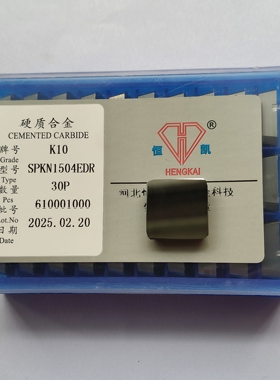 硬质合金
CEMENTED CARBIDE
牌号 K10
Grade
型号 SPKN1504EDR
Type
数量 30P
Pcs
批号 610001000
Lot.No
日期 2025.02.20
Date
®
恒 凯
HENGKAI
科技